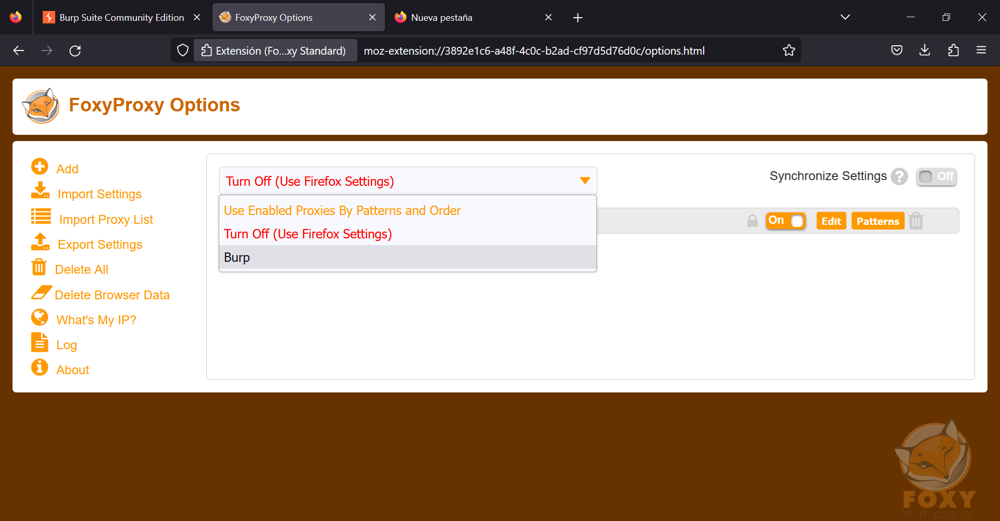 Burp Suite Community Edition
FoxyProxy Options
Nueva pestaña
Extensión (Fo...xy Standard)
moz-extension://3892e1c6-a48f-4c0c-b2ad-cf97d5d76d0c/options.html
FoxyProxy Options
Add
Import Settings
Import Proxy List
Export Settings
Delete All
Delete Browser Data
What's My IP?
Log
About
Turn Off (Use Firefox Settings)
Synchronize Settings ? Off
Use Enabled Proxies By Patterns and Order
Turn Off (Use Firefox Settings)
Burp
On Edit Patterns
FOXY
PROXY